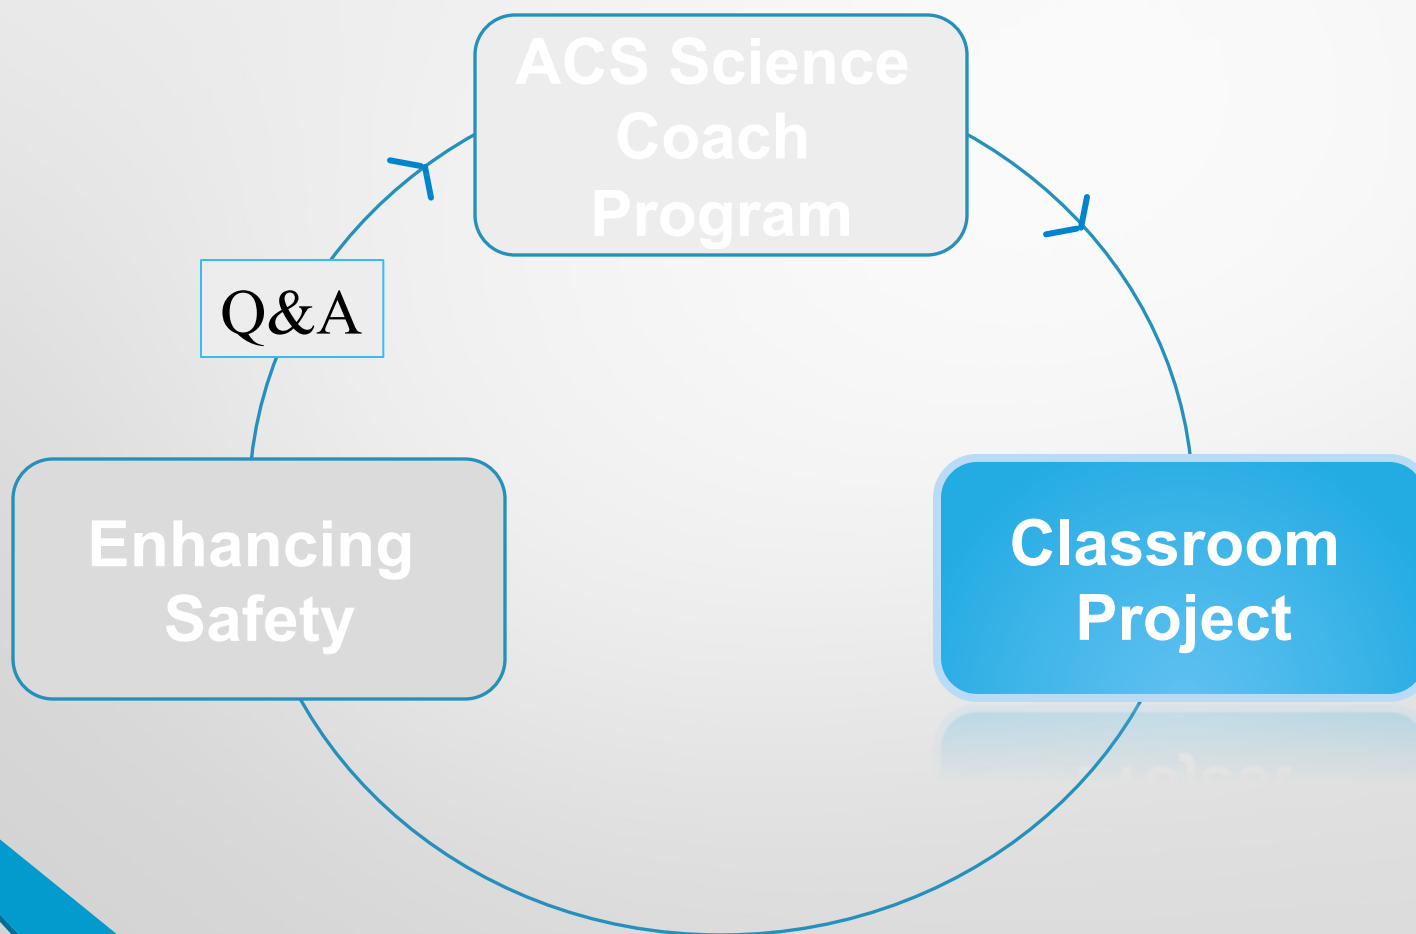 ACS Science
Coach
Program
Q&A
Enhancing
Safety
Classroom
Project